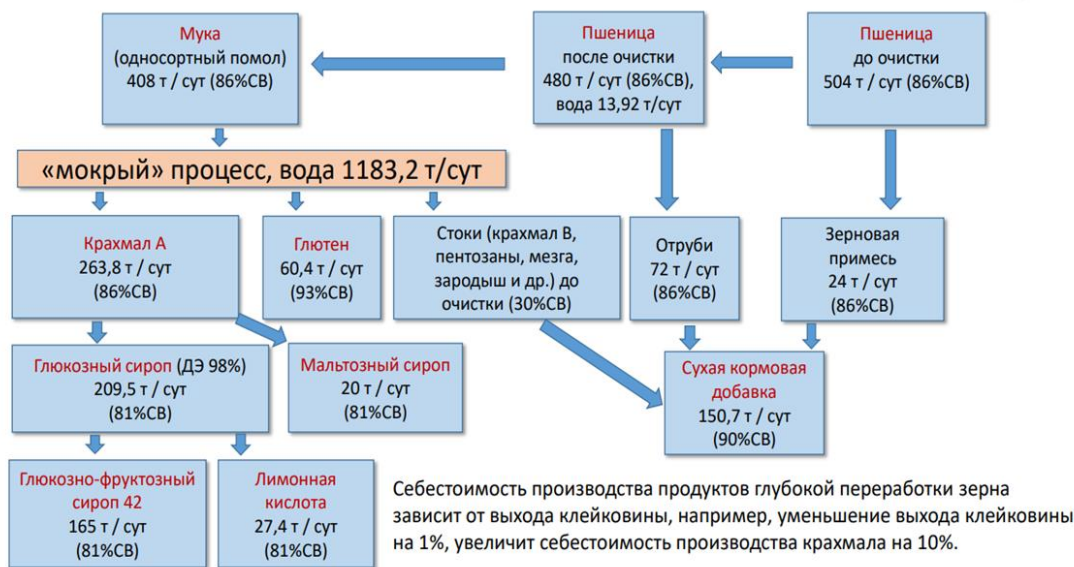 Мука
(односортный помол)
408 т / сут (86%СВ)
Пшеница
после очистки
480 т / сут (86%СВ),
вода 13,92 т/сут
Пшеница
до очистки
504 т / сут (86%СВ)
«мокрый» процесс, вода 1183,2 т/сут
Крахмал А
263,8 т / сут
(86%СВ)
Глютен
60,4 т / сут
(93%СВ)
Стоки (крахмал В,
пентозаны, мезга,
зародыш и др.) до
очистки (30%СВ)
Отруби
72 т / сут
(86%СВ)
Зерновая
примесь
24 т / сут
(86%СВ)
Глюкозный сироп (ДЭ 98%)
209,5 т / сут
(81%СВ)
Мальтозный сироп
20 т / сут
(81%СВ)
Сухая кормовая
добавка
150,7 т / сут
(90%СВ)
Глюкозно-фруктозный
сироп 42
165 т / сут
(81%СВ)
Лимонная
кислота
27,4 т / сут
(81%СВ)
Себестоимость производства продуктов глубокой переработки зерна
зависит от выхода клейковины, например, уменьшение выхода клейковины
на 1%, увеличит себестоимость производства крахмала на 10%.